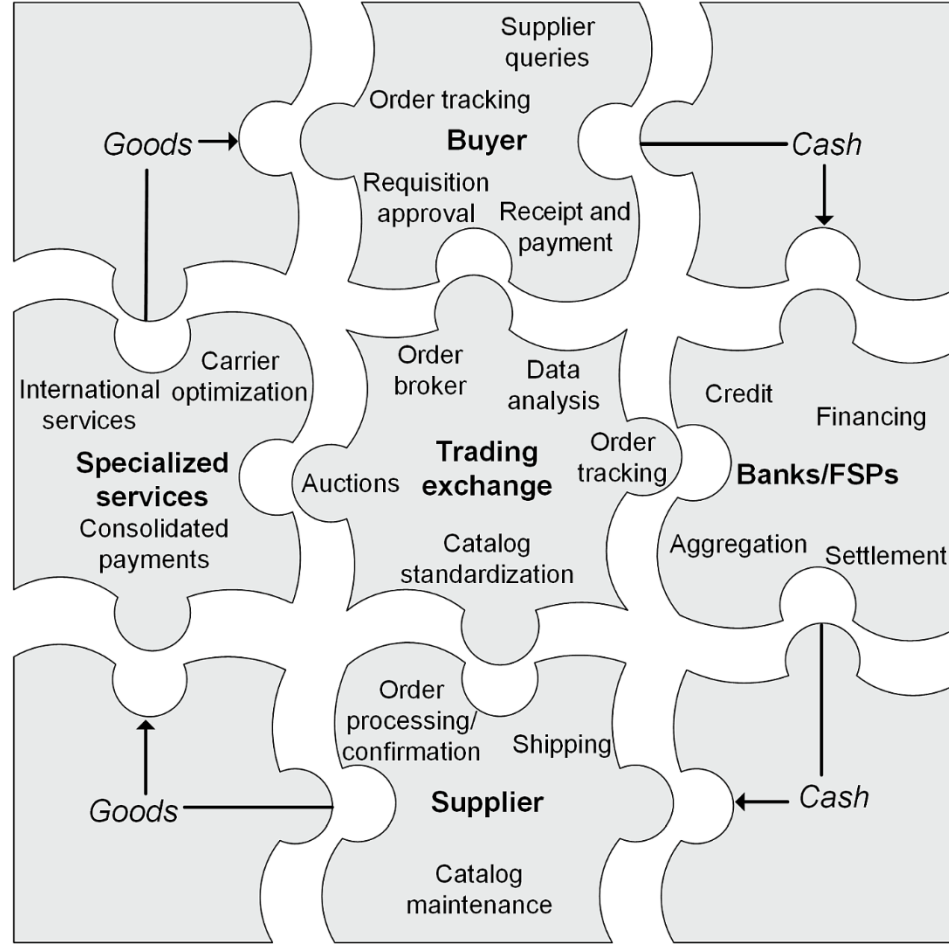 Supplier
queries
Order tracking
Buyer
Requisition
approval
Receipt and
payment
Goods
Cash
International
services
Carrier
optimization
Specialized
services
Consolidated
payments
Order
broker
Data
analysis
Auctions
Trading
exchange
Order
tracking
Catalog
standardization
Credit
Financing
Banks/FSPs
Aggregation
Settlement
Goods
Order
processing/
confirmation
Shipping
Supplier
Catalog
maintenance
Cash